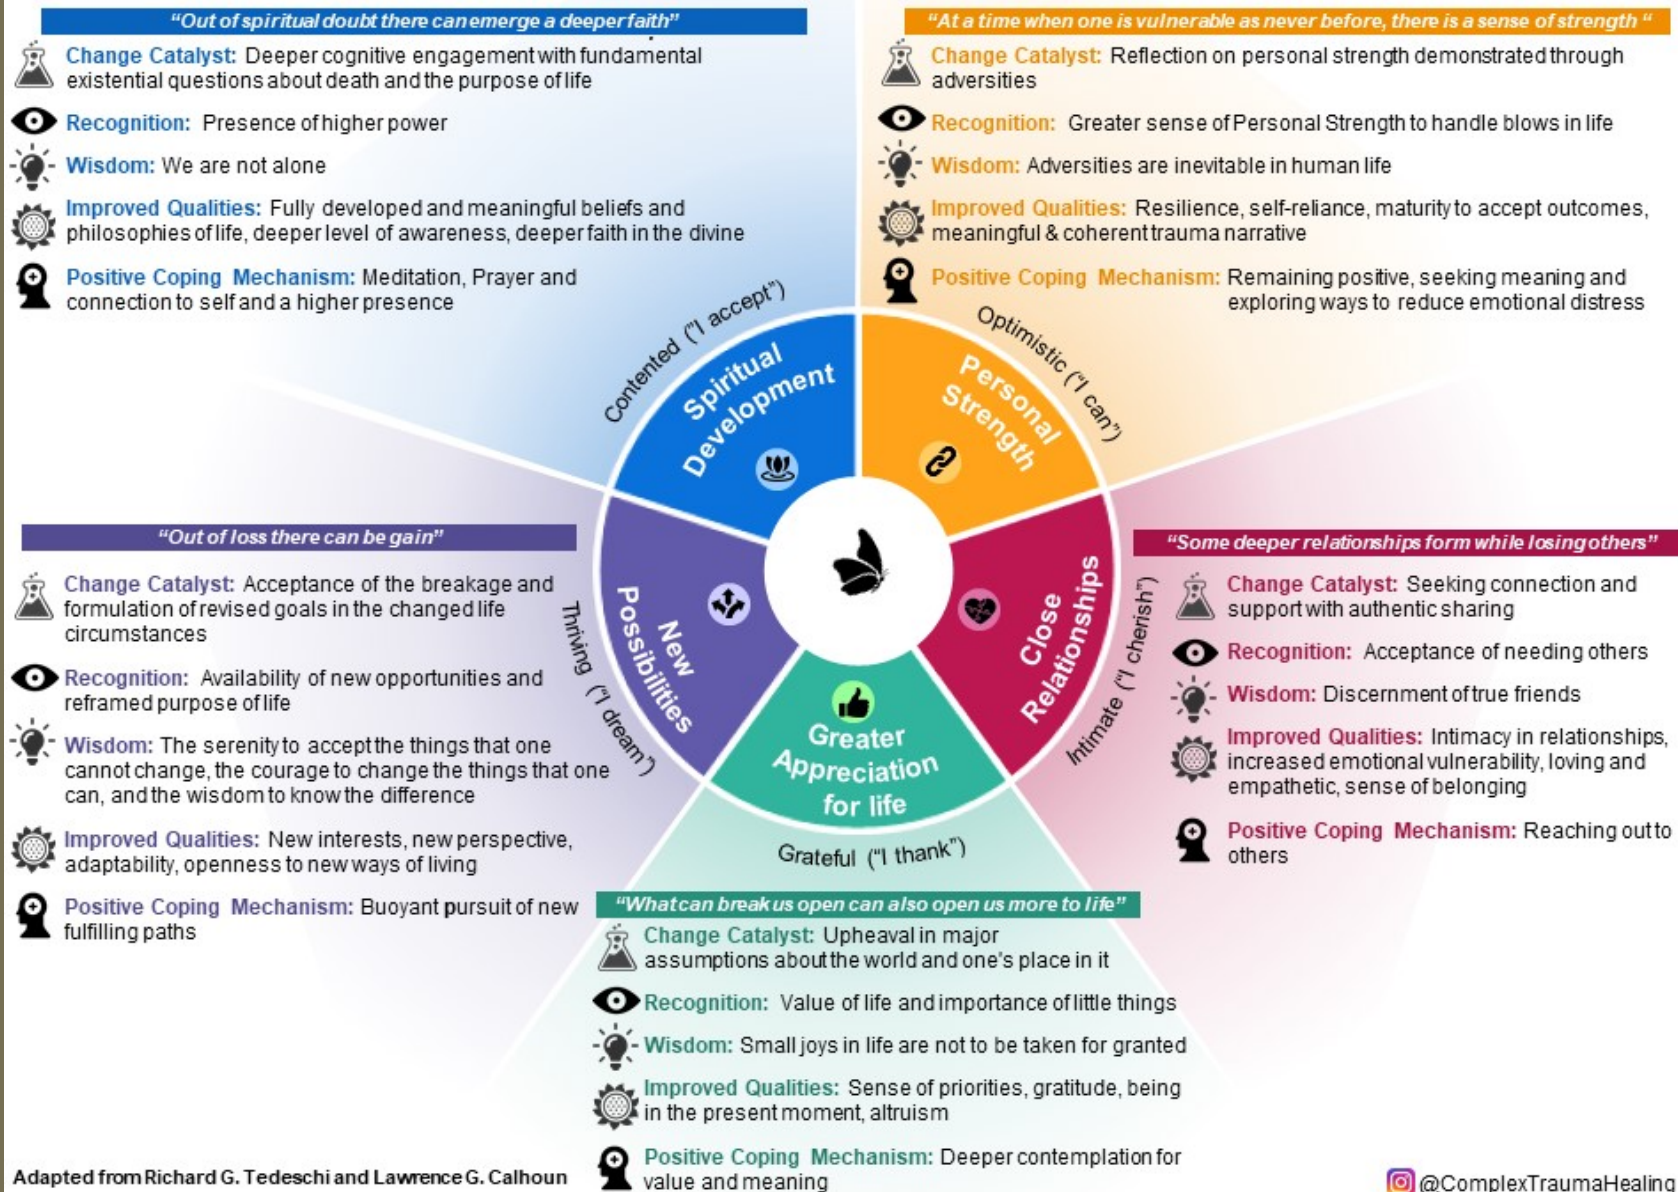 “Out of spiritual doubt there can emerge a deeper faith”
Change Catalyst: Deeper cognitive engagement with fundamental
existential questions about death and the purpose of life
Recognition: Presence of higher power
Wisdom: We are not alone
Improved Qualities: Fully developed and meaningful beliefs and
philosophies of life, deeper level of awareness, deeper faith in the divine
Positive Coping Mechanism: Meditation, Prayer and
connection to self and a higher presence
“At a time when one is vulnerable as never before, there is a sense of strength “
Change Catalyst: Reflection on personal strength demonstrated through
adversities
Recognition: Greater sense of Personal Strength to handle blows in life
Wisdom: Adversities are inevitable in human life
Improved Qualities: Resilience, self-reliance, maturity to accept outcomes,
meaningful & coherent trauma narrative
Positive Coping Mechanism: Remaining positive, seeking meaning and
exploring ways to reduce emotional distress
Contented ("I accept")
Optimistic ("I can")
Spiritual
Development
Personal
Strength
New
Possibilities
Close
Relationships
Greater
Appreciation
for life
Thriving ("I dream")
Intimate ("I cherish")
Grateful ("I thank")
“Out of loss there can be gain”
Change Catalyst: Acceptance of the breakage and
formulation of revised goals in the changed life
circumstances
Recognition: Availability of new opportunities and
reframed purpose of life
Wisdom: The serenity to accept the things that one
cannot change, the courage to change the things that one
can, and the wisdom to know the difference
Improved Qualities: New interests, new perspective,
adaptability, openness to new ways of living
Positive Coping Mechanism: Buoyant pursuit of new
fulfilling paths
“Some deeper relationships form while losing others”
Change Catalyst: Seeking connection and
support with authentic sharing
Recognition: Acceptance of needing others
Wisdom: Discernment of true friends
Improved Qualities: Intimacy in relationships,
increased emotional vulnerability, loving and
empathetic, sense of belonging
Positive Coping Mechanism: Reaching out to
others
“What can break us open can also open us more to life”
Change Catalyst: Upheaval in major
assumptions about the world and one's place in it
Recognition: Value of life and importance of little things
Wisdom: Small joys in life are not to be taken for granted
Improved Qualities: Sense of priorities, gratitude, being
in the present moment, altruism
Positive Coping Mechanism: Deeper contemplation for
value and meaning
Adapted from Richard G. Tedeschi and Lawrence G. Calhoun
@ComplexTraumaHealing